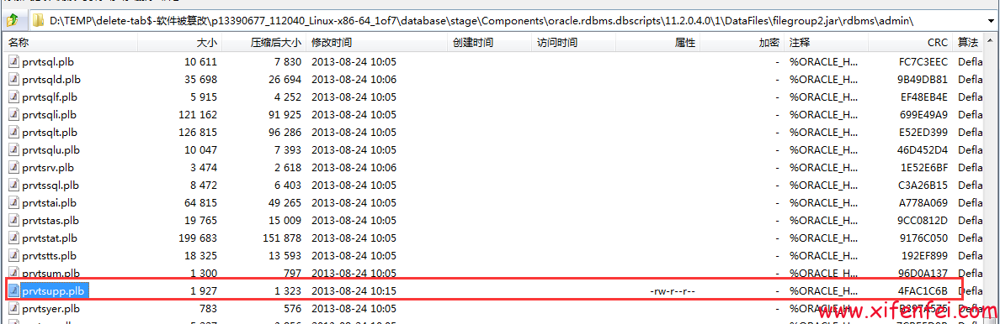 D:\TEMP\delete-tab$-软件被篡改\p13390677_112040_Linux-x86-64_1of7\database\stage\Components\oracle.rdbms.dbscripts\11.2.0.4.0\1\DataFiles\filegroup2.jar\rdbms\admin\
名称 大小 压缩后大小 修改时间 创建时间 访问时间 属性 加密 注释 CRC 算法
prvtsql.plb 10 611 7 830 2013-08-24 10:05 - %ORACLE_H... FC7C3EEC Defla
prvtsqld.plb 35 698 26 694 2013-08-24 10:06 - %ORACLE_H... 9B49DB81 Defla
prvtsqlf.plb 5 915 4 252 2013-08-24 10:05 - %ORACLE_H... EF48EB4E Defla
prvtsqli.plb 121 162 91 925 2013-08-24 10:05 - %ORACLE_H... 699E49A9 Defla
prvtsqlt.plb 126 815 96 286 2013-08-24 10:05 - %ORACLE_H... E52ED399 Defla
prvtsqlu.plb 10 047 7 393 2013-08-24 10:05 - %ORACLE_H... 46D452D4 Defla
prvtsrv.plb 3 474 2 618 2013-08-24 10:06 - %ORACLE_H... 1E52E6BF Defla
prvtssql.plb 8 472 6 403 2013-08-24 10:05 - %ORACLE_H... C3A26B15 Defla
prvtstai.plb 64 815 49 265 2013-08-24 10:05 - %ORACLE_H... A778A069 Defla
prvtstas.plb 19 765 15 009 2013-08-24 10:05 - %ORACLE_H... 9CC0812D Defla
prvtstat.plb 199 683 151 878 2013-08-24 10:05 - %ORACLE_H... 9176C050 Defla
prvtstts.plb 18 325 13 593 2013-08-24 10:05 - %ORACLE_H... 192EF899 Defla
prvtsum.plb 1 300 797 2013-08-24 10:05 - %ORACLE_H... 96D0A137 Defla
prvtsupp.plb 1 927 1 323 2013-08-24 10:15 -rw-r--r-- - %ORACLE_H... 4FAC1C6B Defla
prvtsyer.plb 783 576 2013-08-24 10:05 - %ORACLE_H... Defla
www.xifenfei.com